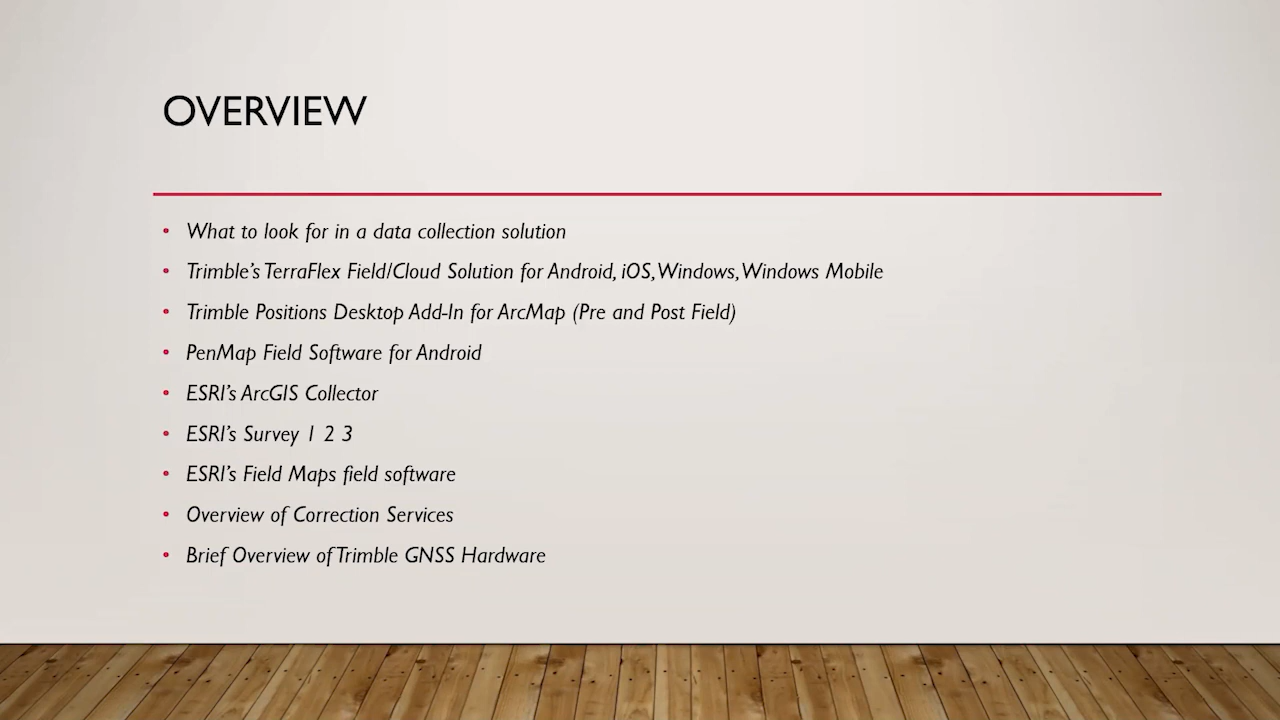 OVERVIEW
What to look for in a data collection solution
Trimble's TerraFlex Field/Cloud Solution for Android, iOS, Windows, Windows Mobile
Trimble Positions Desktop Add-In for ArcMap (Pre and Post Field)
PenMap Field Software for Android
ESRI's ArcGIS Collector
ESRI's Survey 1 2 3
ESRI's Field Maps field software
Overview of Correction Services
Brief Overview of Trimble GNSS Hardware